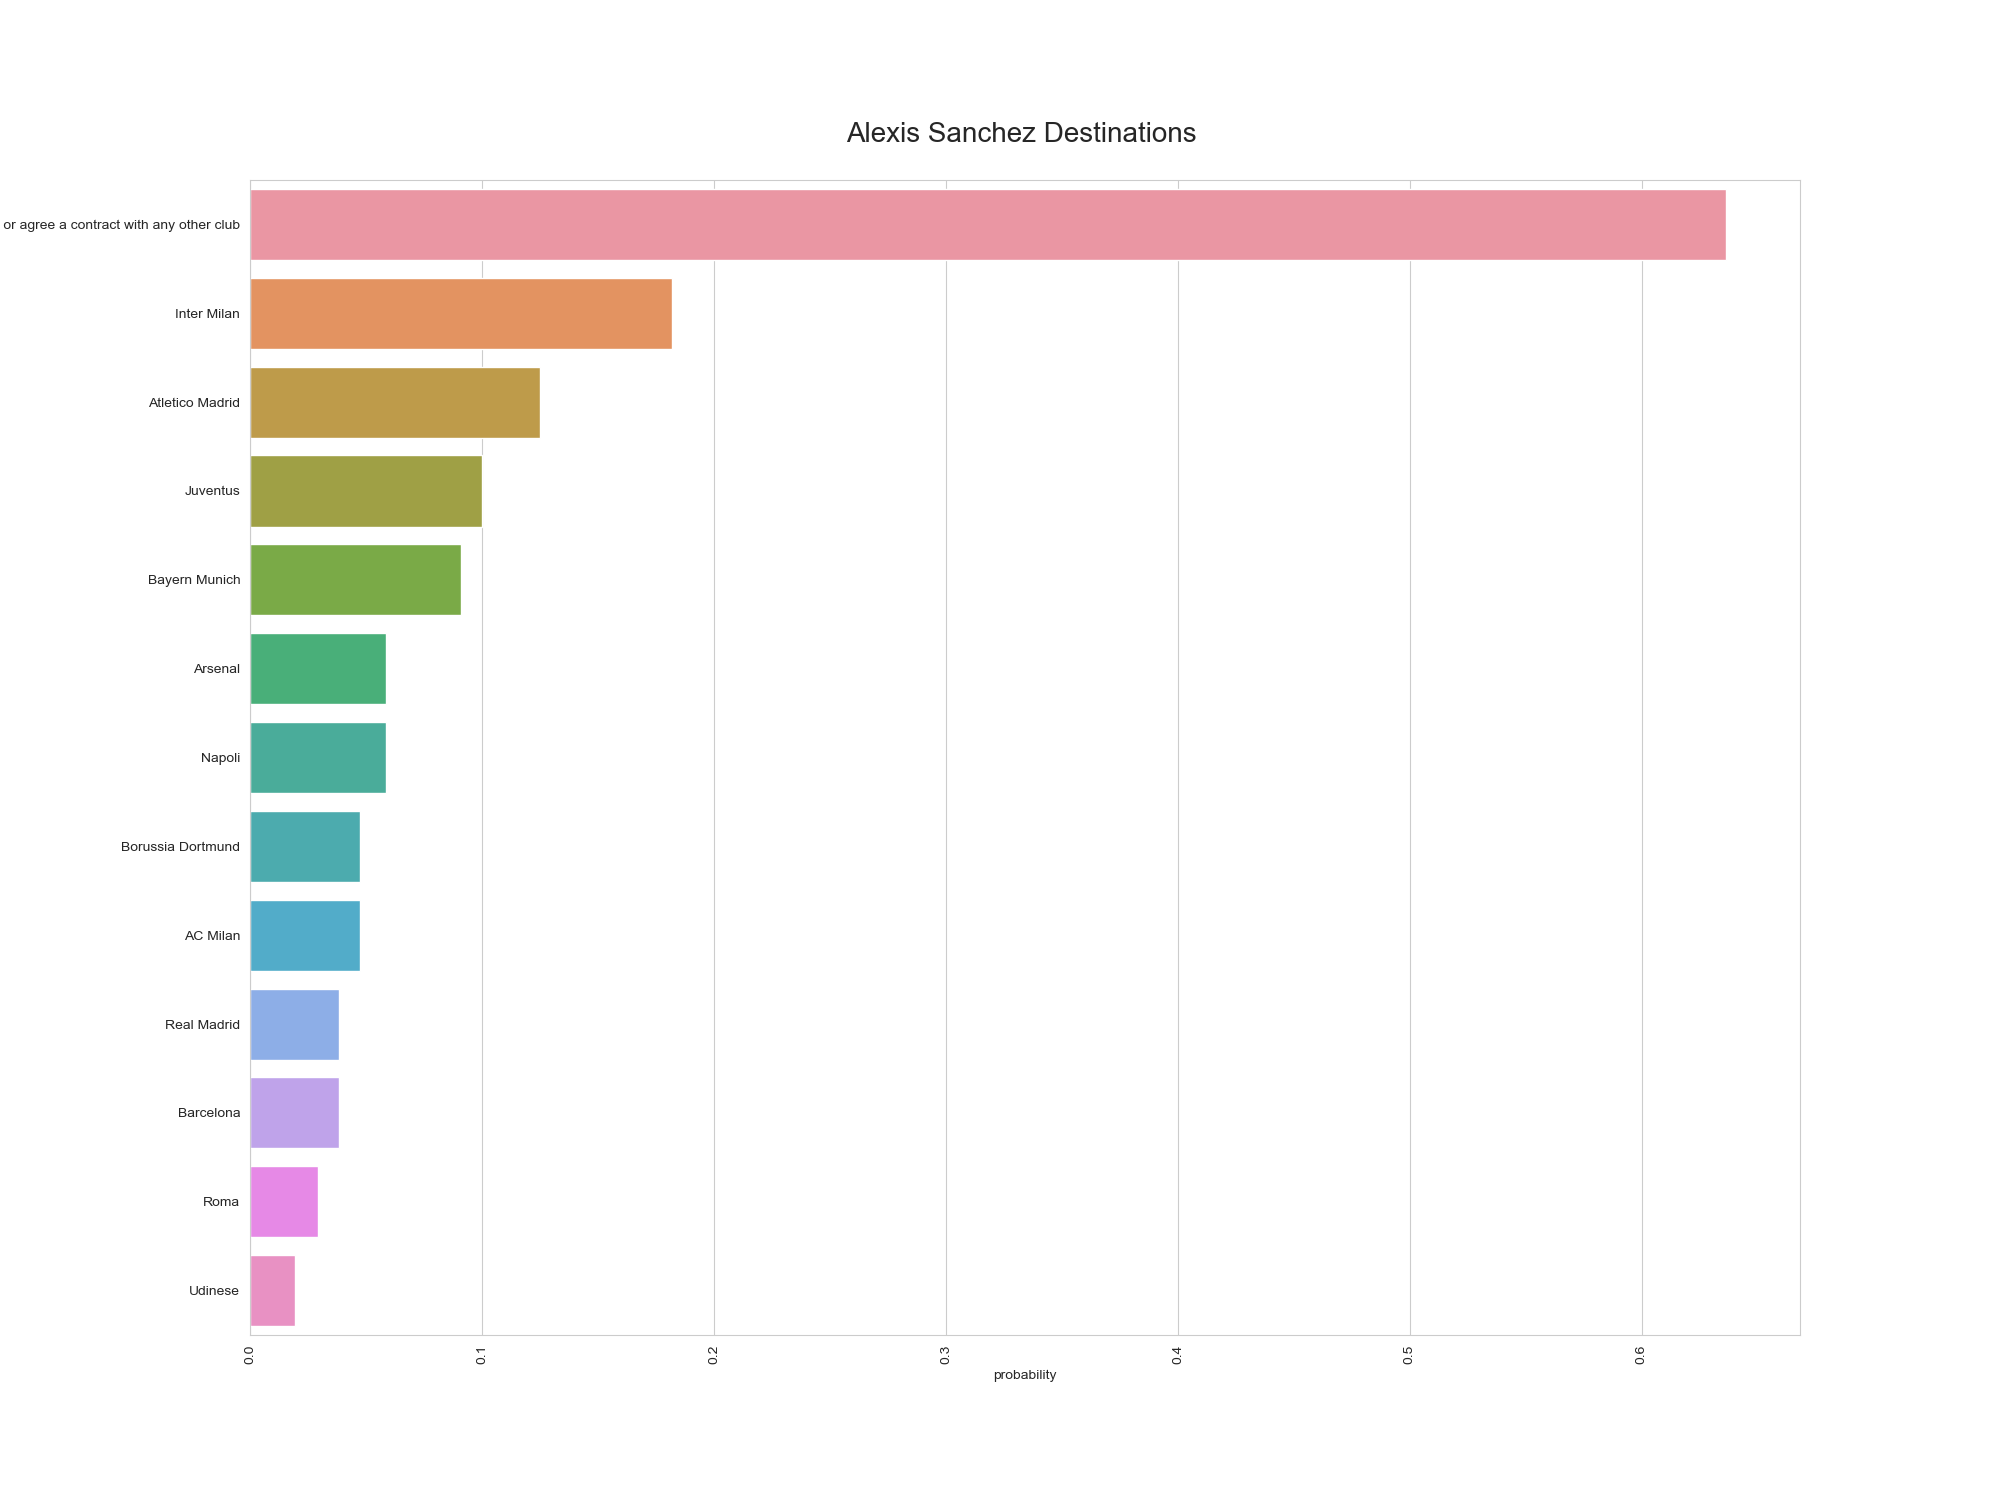 Alexis Sanchez Destinations
or agree a contract with any other club
Inter Milan
Atletico Madrid
Juventus
Bayern Munich
Arsenal
Napoli
Borussia Dortmund
AC Milan
Real Madrid
Barcelona
Roma
Udinese
0.0 0.1 0.2 0.3 0.4 0.5 0.6
probability